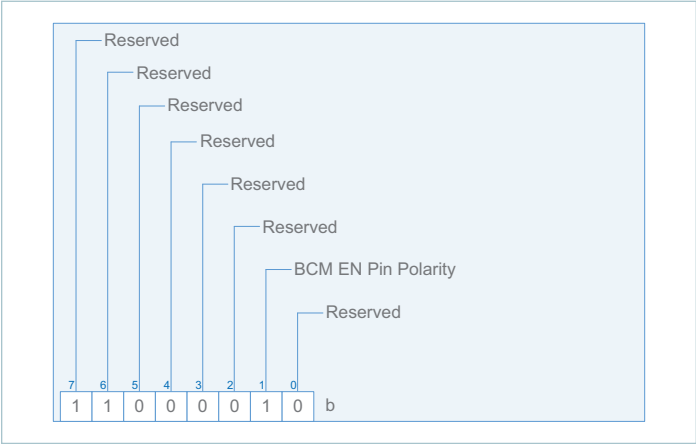 Reserved
Reserved
Reserved
Reserved
Reserved
Reserved
BCM EN Pin Polarity
Reserved
7 6 5 4 3 2 1 0
1 1 0 0 0 0 1 0 b